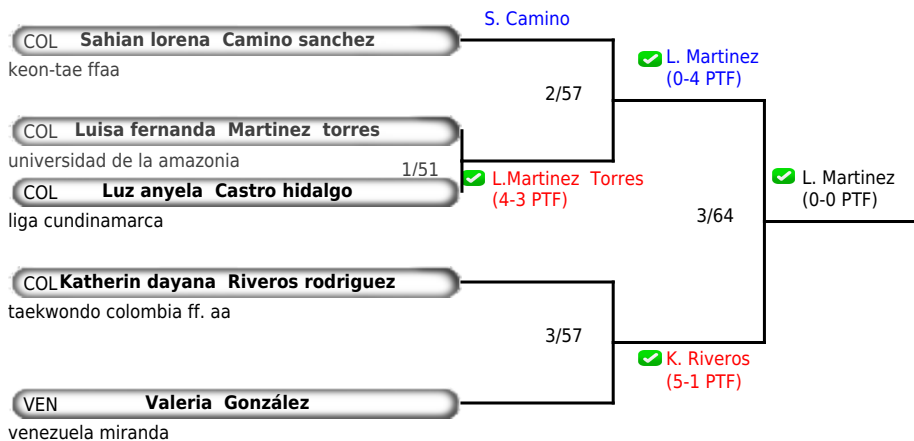 S. Camino
COL Sahian lorena Camino sanchez
keon-tae ffaa
L. Martinez
(0-4 PTF)
2/57
COL Luisa fernanda Martinez torres
universidad de la amazonia
1/51
L.Martinez Torres
(4-3 PTF)
COL Luz anyela Castro hidalgo
liga cundinamarca
L. Martinez
(0-0 PTF)
3/64
COL Katherin dayana Riveros rodriguez
taekwondo colombia ff. aa
3/57
K. Riveros
(5-1 PTF)
VEN Valeria González
venezuela miranda